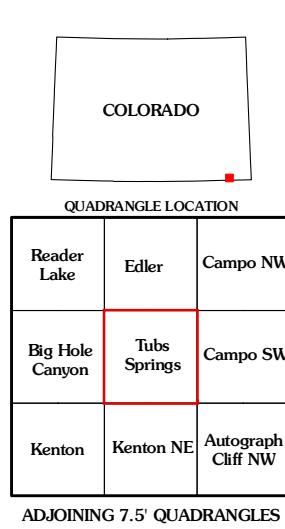 COLORADO
QUADRANGLE LOCATION
Reader
Lake
Edler
Campo NW
Big Hole
Canyon
Tubs
Springs
Campo SW
Kenton
Kenton NE
Autograph
Cliff NW
ADJOINING 7.5' QUADRANGLES